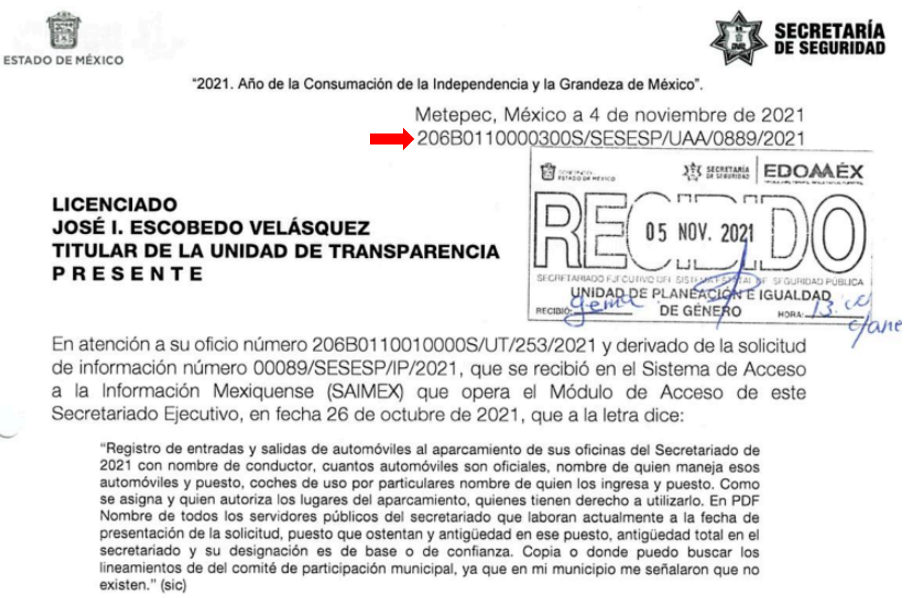 ESTADO DE MÉXICO
SECRETARÍA
DE SEGURIDAD
“2021. Año de la Consumación de la Independencia y la Grandeza de México”.
Metepec, México a 4 de noviembre de 2021
206B0110000300S/SESESP/UAA/0889/2021
ESTADO DE MÉXICO
SECRETARÍA
DE SEGURIDAD
EDOMÉX
RECIBIDO
05 NOV. 2021
SECRETARIADO EJECUTIVO DEL SISTEMA ESTATAL DE SEGURIDAD PÚBLICA
UNIDAD DE PLANEACIÓN E IGUALDAD
DE GÉNERO
RECIBIO: Gema
HORA: 13:
LICENCIADO
JOSÉ I. ESCOBEDO VELÁSQUEZ
TITULAR DE LA UNIDAD DE TRANSPARENCIA
P R E S E N T E
En atención a su oficio número 206B0110010000S/UT/253/2021 y derivado de la solicitud
de información número 00089/SESESP/IP/2021, que se recibió en el Sistema de Acceso
a la Información Mexiquense (SAIMEX) que opera el Módulo de Acceso de este
Secretariado Ejecutivo, en fecha 26 de octubre de 2021, que a la letra dice:
“Registro de entradas y salidas de automóviles al aparcamiento de sus oficinas del Secretariado de
2021 con nombre de conductor, cuantos automóviles son oficiales, nombre de quien maneja esos
automóviles y puesto, coches de uso por particulares nombre de quien los ingresa y puesto. Como
se asigna y quien autoriza los lugares del aparcamiento, quienes tienen derecho a utilizarlo. En PDF
Nombre de todos los servidores públicos del secretariado que laboran actualmente a la fecha de
presentación de la solicitud, puesto que ostentan y antigüedad en ese puesto, antigüedad total en el
secretariado y su designación es de base o de confianza. Copia o donde puedo buscar los
lineamientos de del comité de participación municipal, ya que en mi municipio me señalaron que no
existen.” (sic)